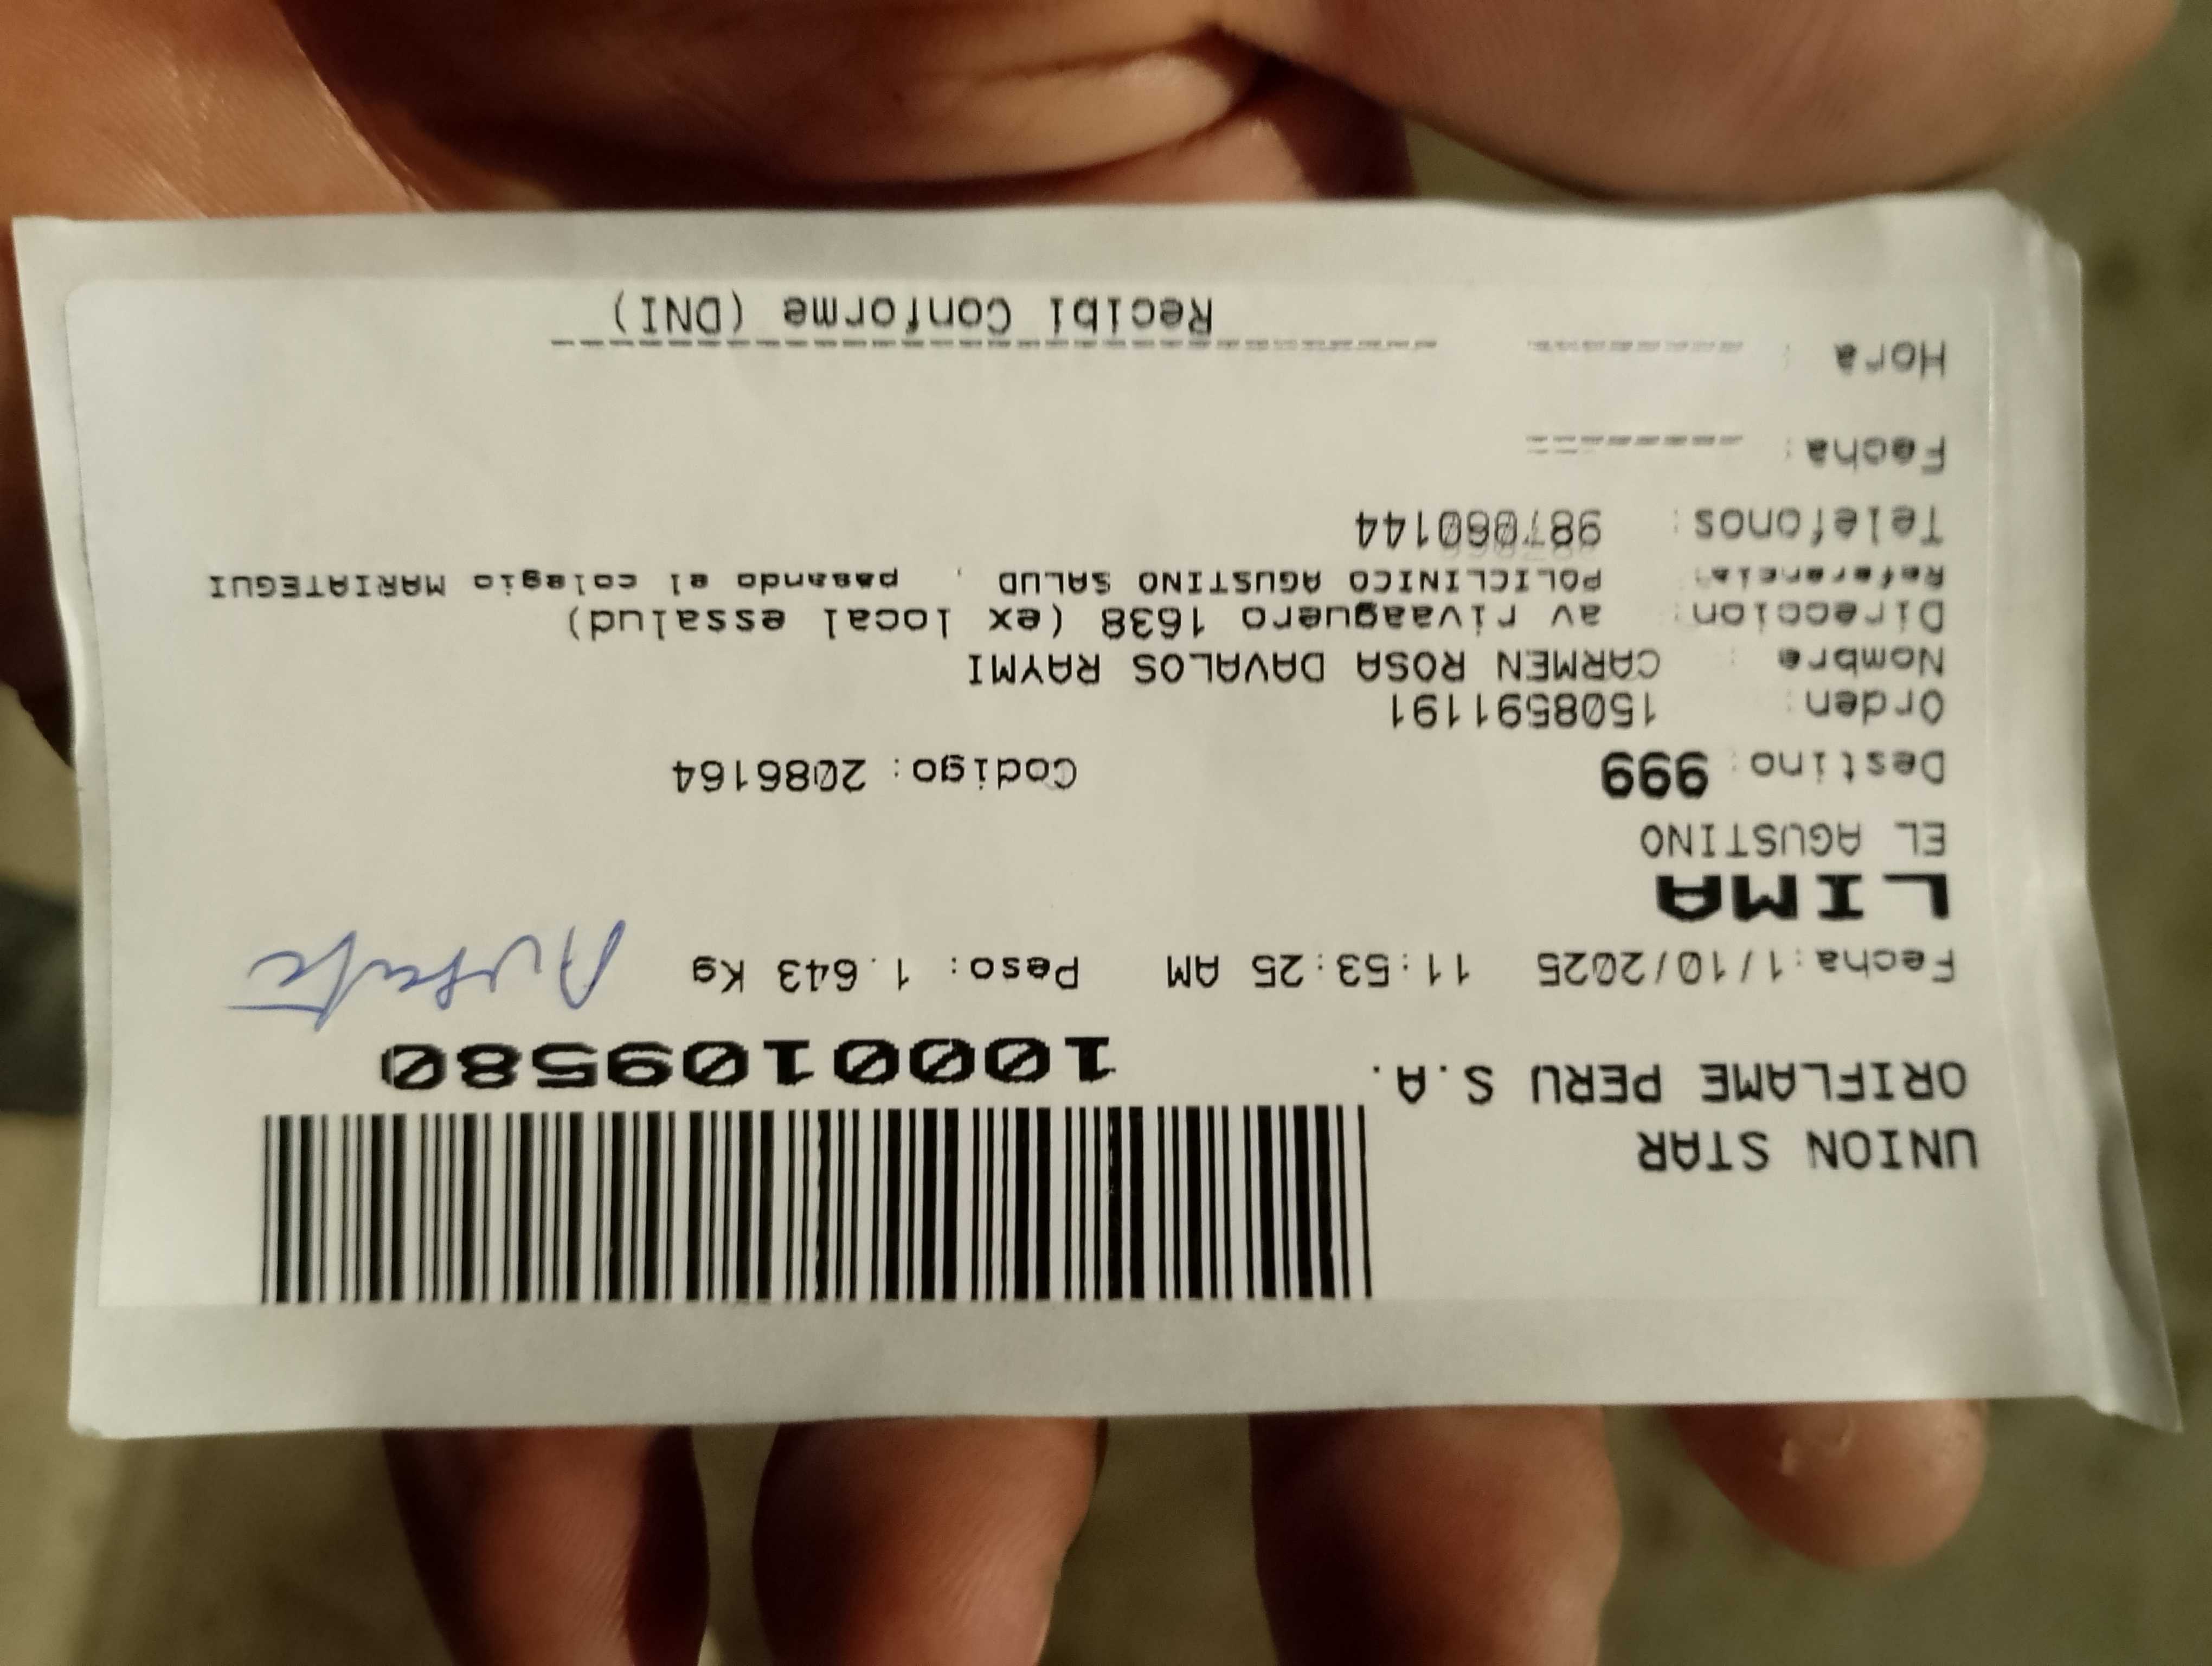 UNION STAR
ORIFLAME PERU S.A.
1000109580
Fecha:1/10/2025 11:53:25 AM Peso: 1.643 Kg
LIMA
EL AGUSTINO
Destino: 999 Codigo: 2086164
Orden: 1508591191
Nombre : CARMEN ROSA DAVALOS RAYMI
Direccion: av rivaaguero 1638 (ex local essalud)
Referencia: POLICLINICO AGUSTINO SALUD , pasando el colegio MARIATEGUI
Telefonos: 987060144
Fecha: --------
Hora : --------
Recibi Conforme (DNI)